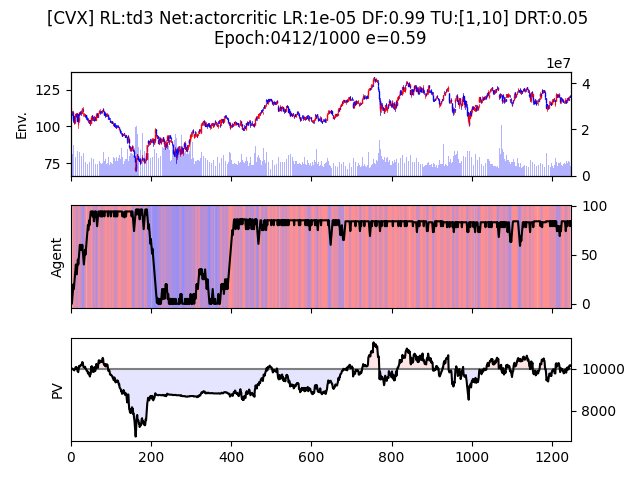 [CVX] RL:td3 Net:actorcritic LR:1e-05 DF:0.99 TU:[1,10] DRT:0.05
Epoch:0412/1000 e=0.59
1e7
Env.
125
100
75
4
2
0
Agent
100
50
0
PV
10000
8000
0 200 400 600 800 1000 1200